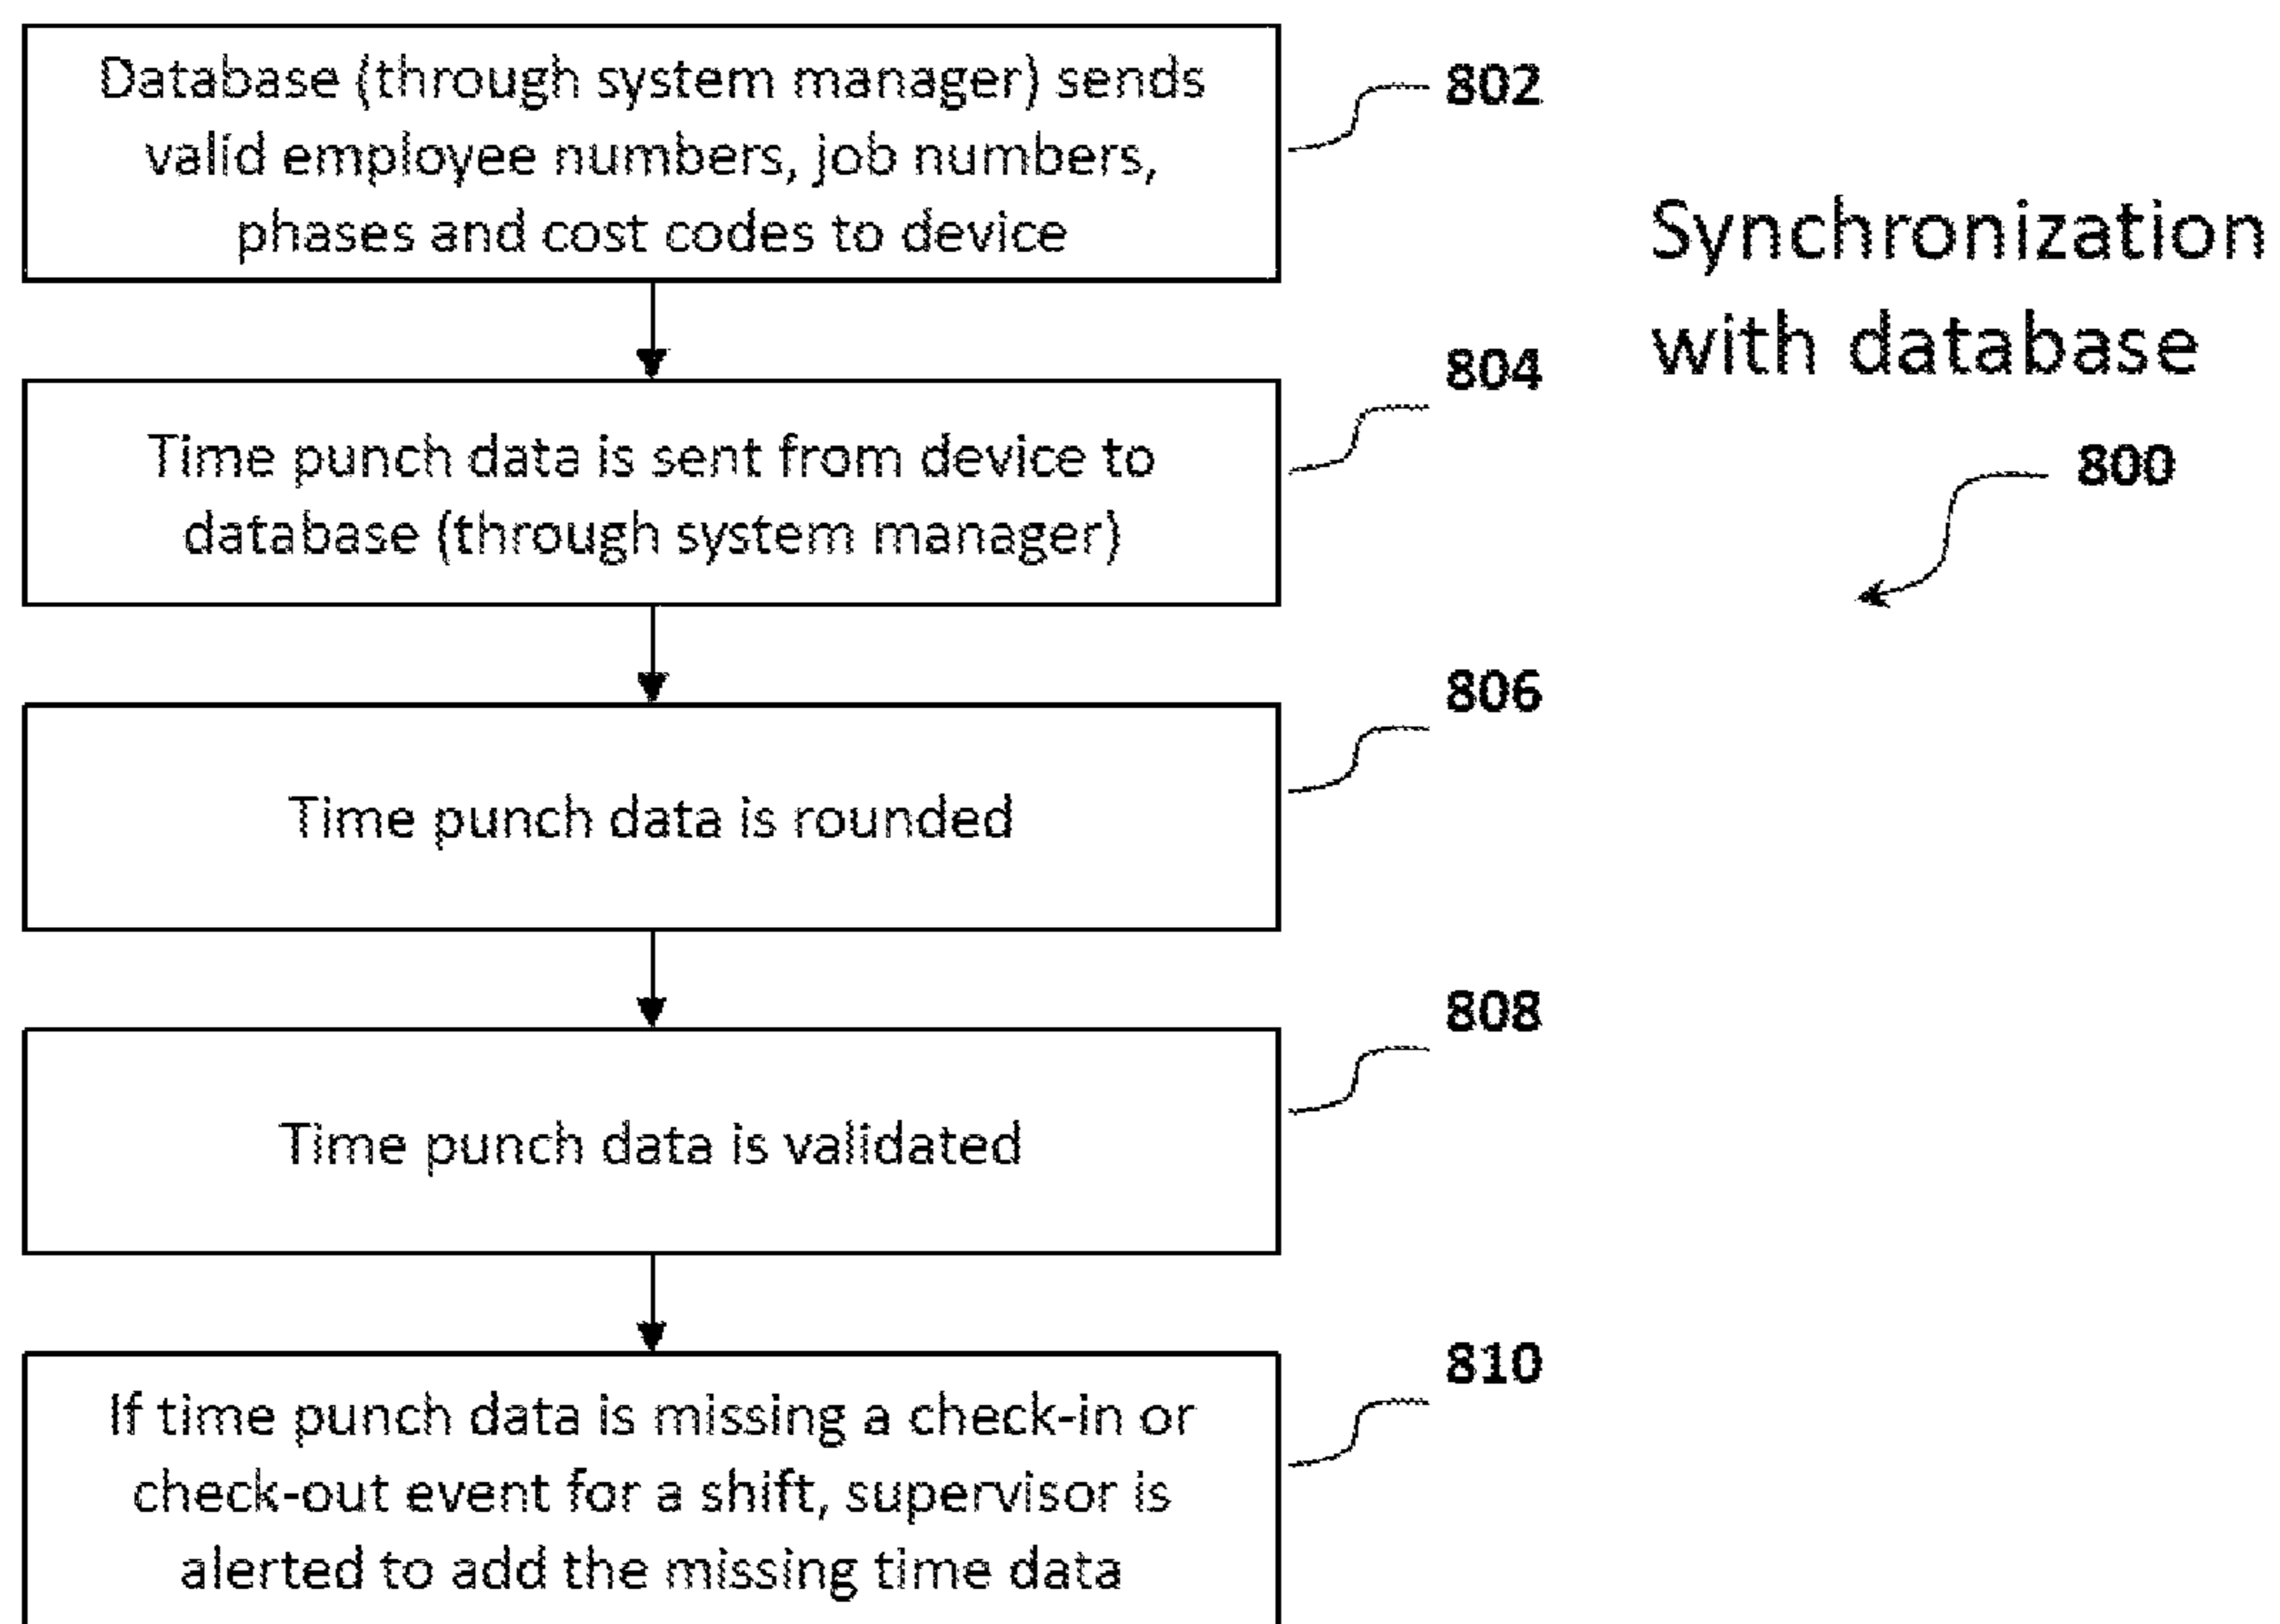 Database (through system manager) sends
valid employee numbers, job numbers,
phases and cost codes to device
802
Synchronization
with database
800
Time punch data is sent from device to
database (through system manager)
804
Time punch data is rounded
806
Time punch data is validated
808
If time punch data is missing a check-in or
check-out event for a shift, supervisor is
alerted to add the missing time data
810